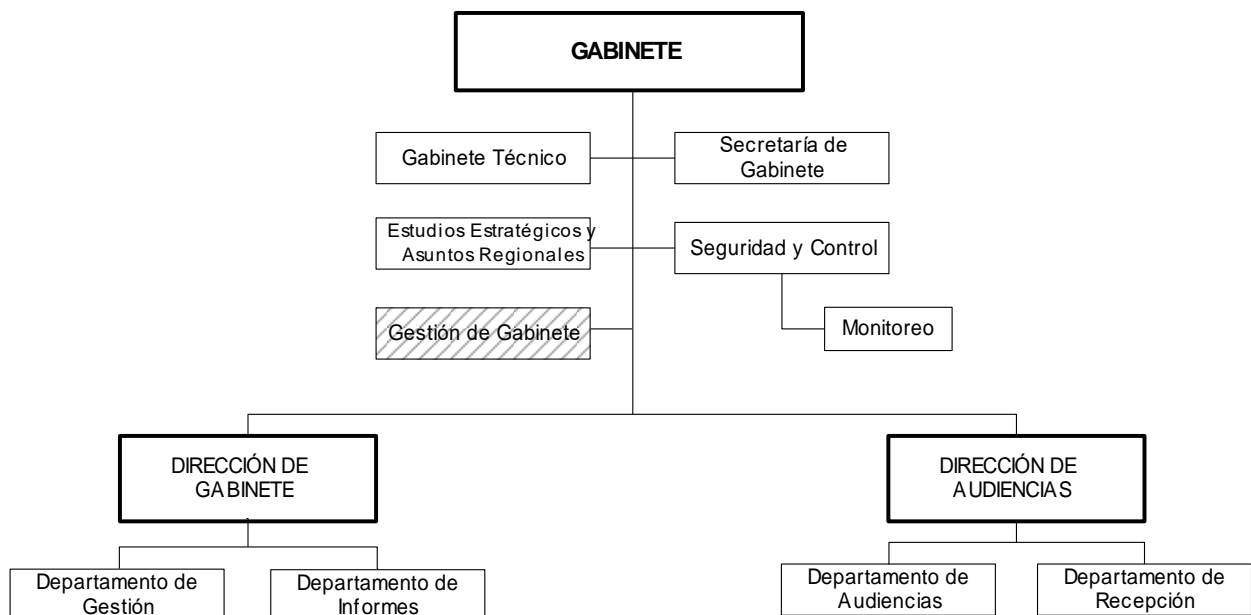 GABINETE
Gabinete Técnico
Secretaría de
Gabinete
Estudios Estratégicos y
Asuntos Regionales
Seguridad y Control
Gestión de Gabinete
Monitoreo
DIRECCIÓN DE
GABINETE
DIRECCIÓN DE
AUDIENCIAS
Departamento de
Gestión
Departamento de
Informes
Departamento de
Audiencias
Departamento de
Recepción